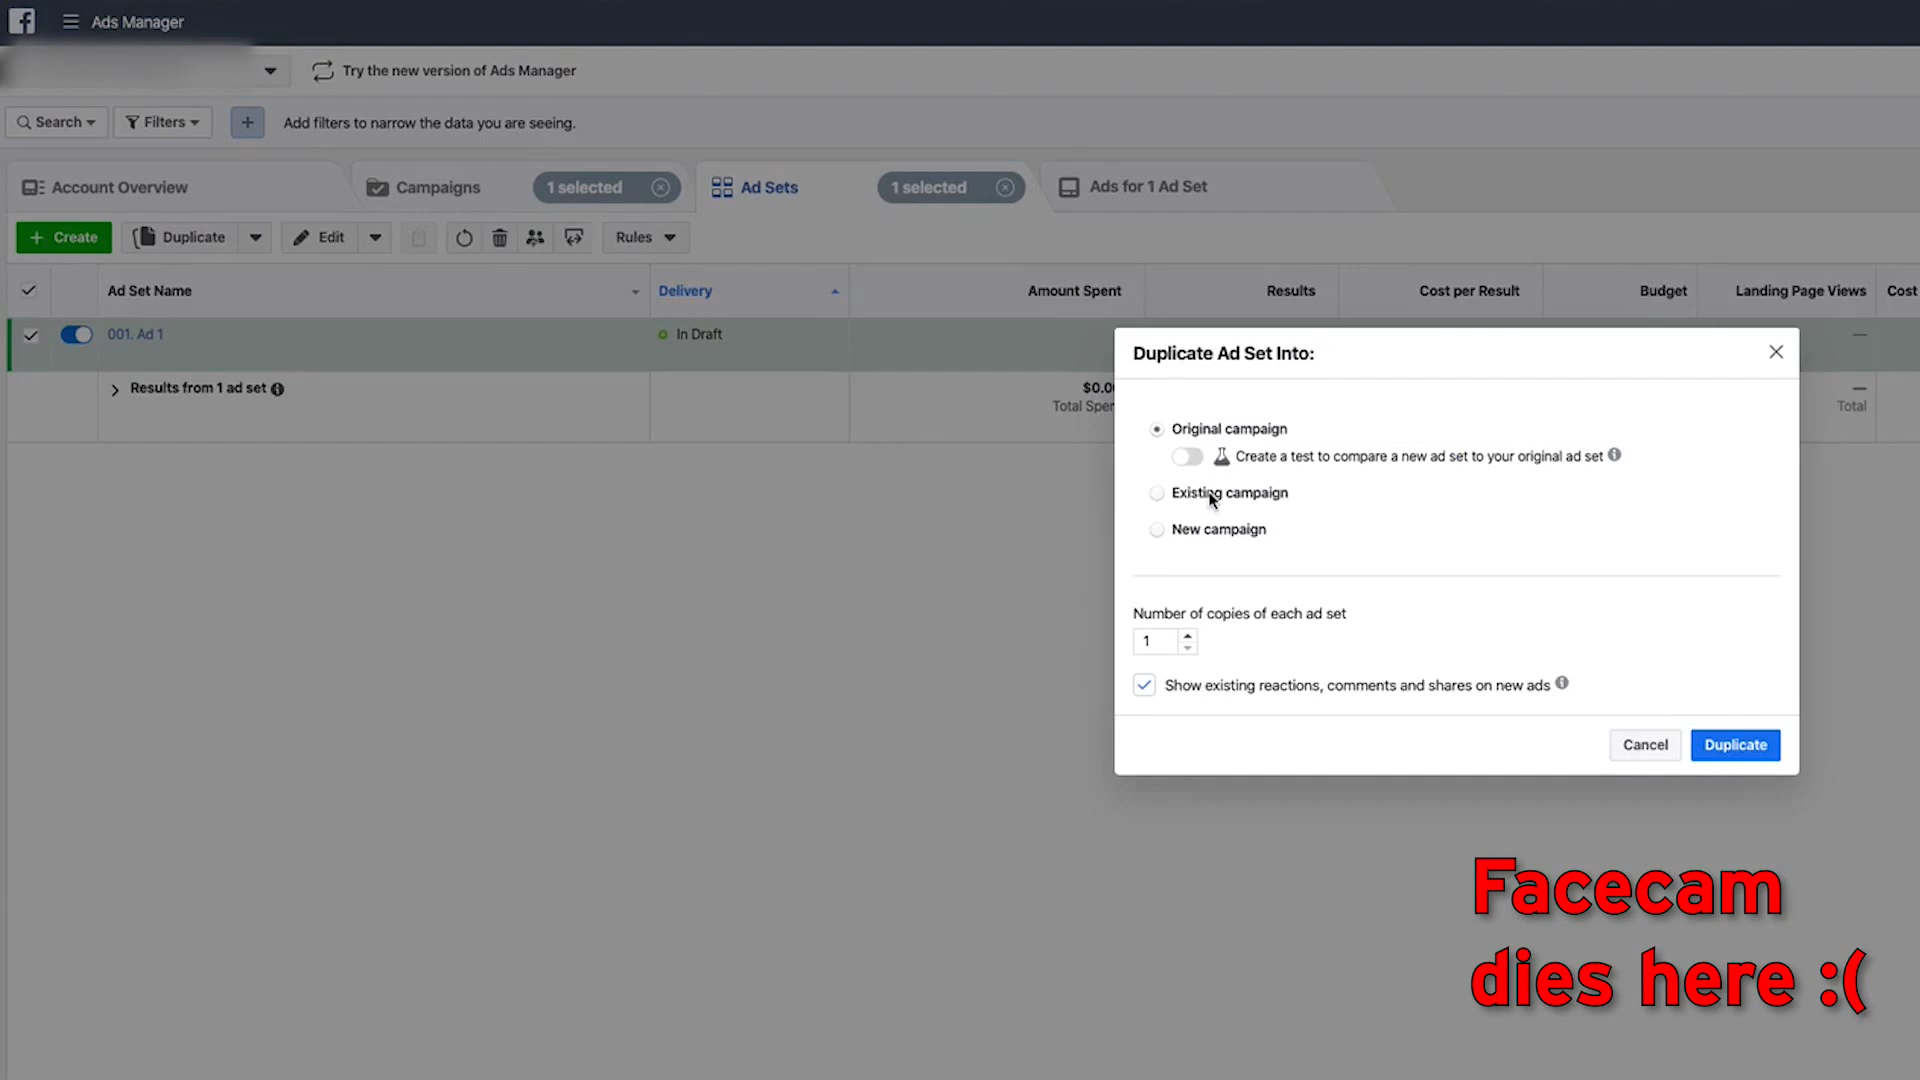 Ads Manager
Try the new version of Ads Manager
Search
Filters
+
Add filters to narrow the data you are seeing.
Account Overview
Campaigns
1 selected
Ad Sets
1 selected
Ads for 1 Ad Set
+ Create
Duplicate
Edit
Rules
Ad Set Name
Delivery
Amount Spent
Results
Cost per Result
Budget
Landing Page Views
Cost
001. Ad 1
In Draft
—
Results from 1 ad set
$0.0
Total Spen
—
Total
Duplicate Ad Set Into:
Original campaign
Create a test to compare a new ad set to your original ad set
Existing campaign
New campaign
Number of copies of each ad set
1
Show existing reactions, comments and shares on new ads
Cancel
Duplicate
Facecam
dies here :(